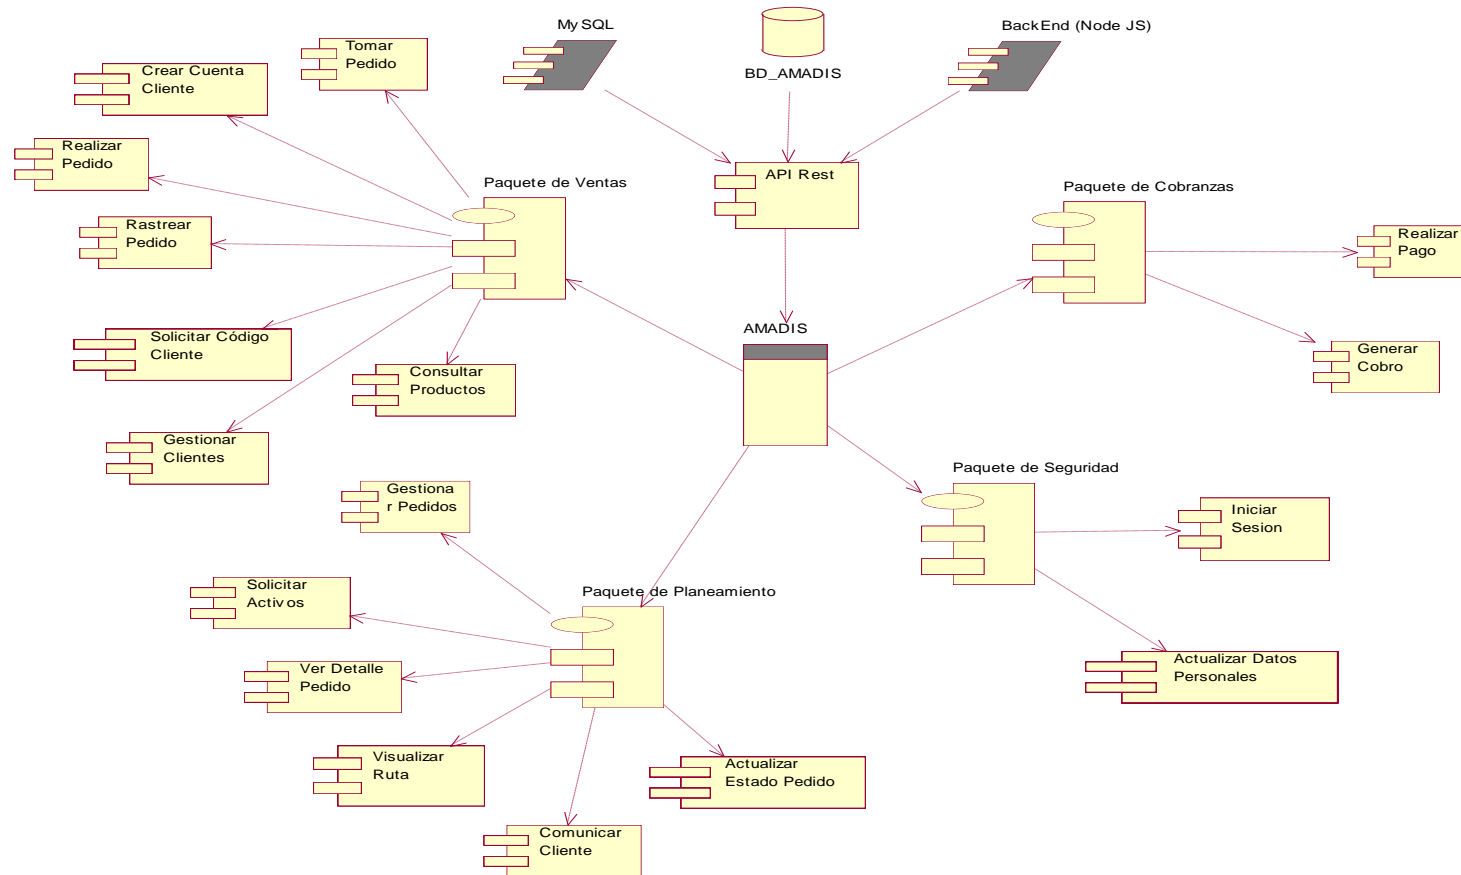 My SQL
BackEnd (Node JS)
BD_AMADIS
Tomar
Pedido
Crear Cuenta
Cliente
Realizar
Pedido
Paquete de Ventas
API Rest
Paquete de Cobranzas
Rastrear
Pedido
Realizar
Pago
Solicitar Código
Cliente
AMADIS
Consultar
Productos
Generar
Cobro
Gestionar
Clientes
Paquete de Seguridad
Gestiona
r Pedidos
Iniciar
Sesion
Solicitar
Activos
Paquete de Planeamiento
Ver Detalle
Pedido
Actualizar Datos
Personales
Visualizar
Ruta
Actualizar
Estado Pedido
Comunicar
Cliente